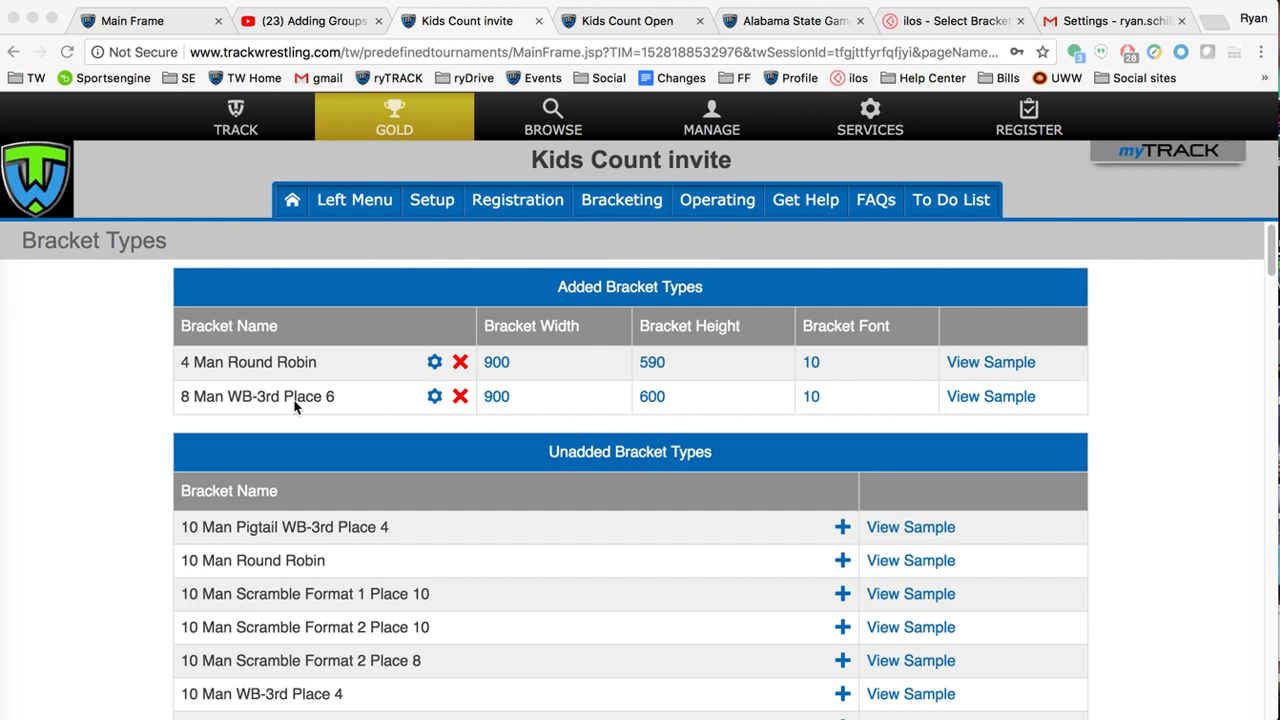 Main Frame
(23) Adding Groups
Kids Count invite
Kids Count Open
Alabama State Gam
ilos - Select Bracket
Settings - ryan.schil
Ryan
Not Secure www.trackwrestling.com/tw/predefinedtournaments/MainFrame.jsp?TIM=1528188532976&twSessionId=tfgjttfyrfqfjyi&pageName...
TW Sportsengine SE TW Home gmail ryTRACK ryDrive Events Social Changes FF Profile ilos Help Center Bills UWW Social sites »
TRACK GOLD BROWSE MANAGE SERVICES REGISTER
Kids Count invite
myTRACK
Left Menu Setup Registration Bracketing Operating Get Help FAQs To Do List
Bracket Types
Added Bracket Types
Bracket Name Bracket Width Bracket Height Bracket Font
4 Man Round Robin 900 590 10 View Sample
8 Man WB-3rd Place 6 900 600 10 View Sample
Unadded Bracket Types
Bracket Name
10 Man Pigtail WB-3rd Place 4 View Sample
10 Man Round Robin View Sample
10 Man Scramble Format 1 Place 10 View Sample
10 Man Scramble Format 2 Place 10 View Sample
10 Man Scramble Format 2 Place 8 View Sample
10 Man WB-3rd Place 4 View Sample